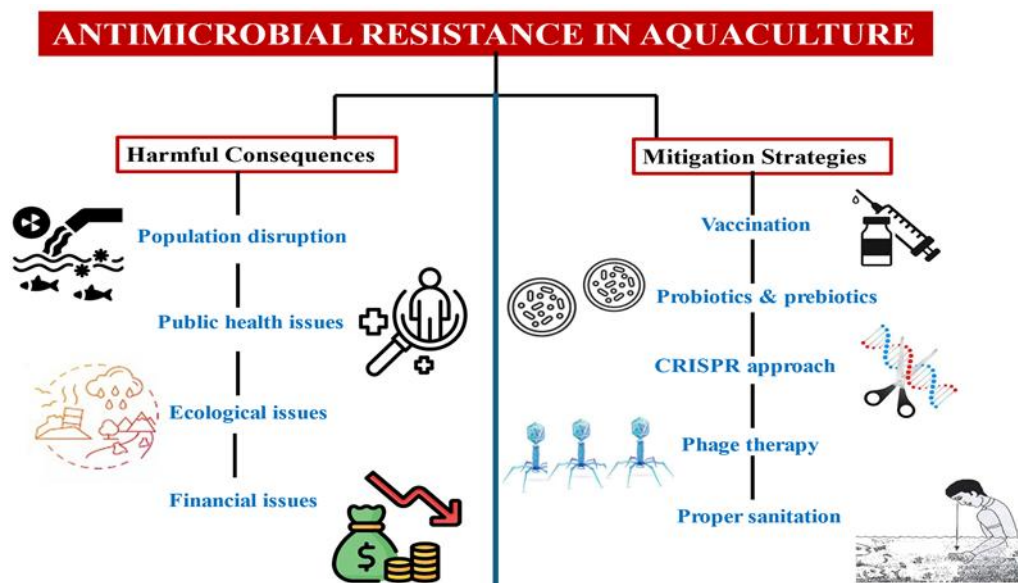 ANTIMICROBIAL RESISTANCE IN AQUACULTURE
Harmful Consequences
Population disruption
Public health issues
Ecological issues
Financial issues
$
Mitigation Strategies
Vaccination
Probiotics & prebiotics
CRISPR approach
Phage therapy
Proper sanitation